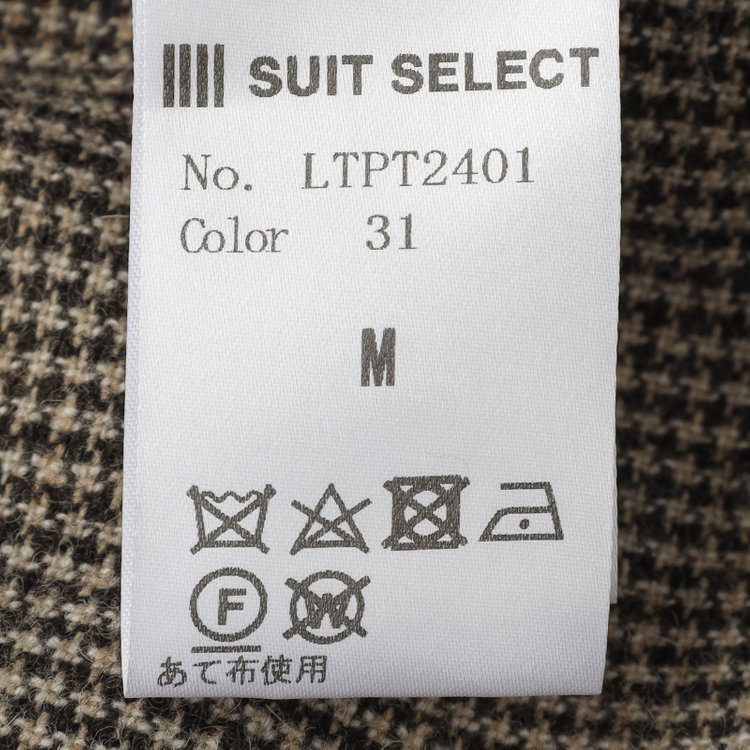 SUIT SELECT
No. LTPT2401
Color 31
M
F W
あて布使用